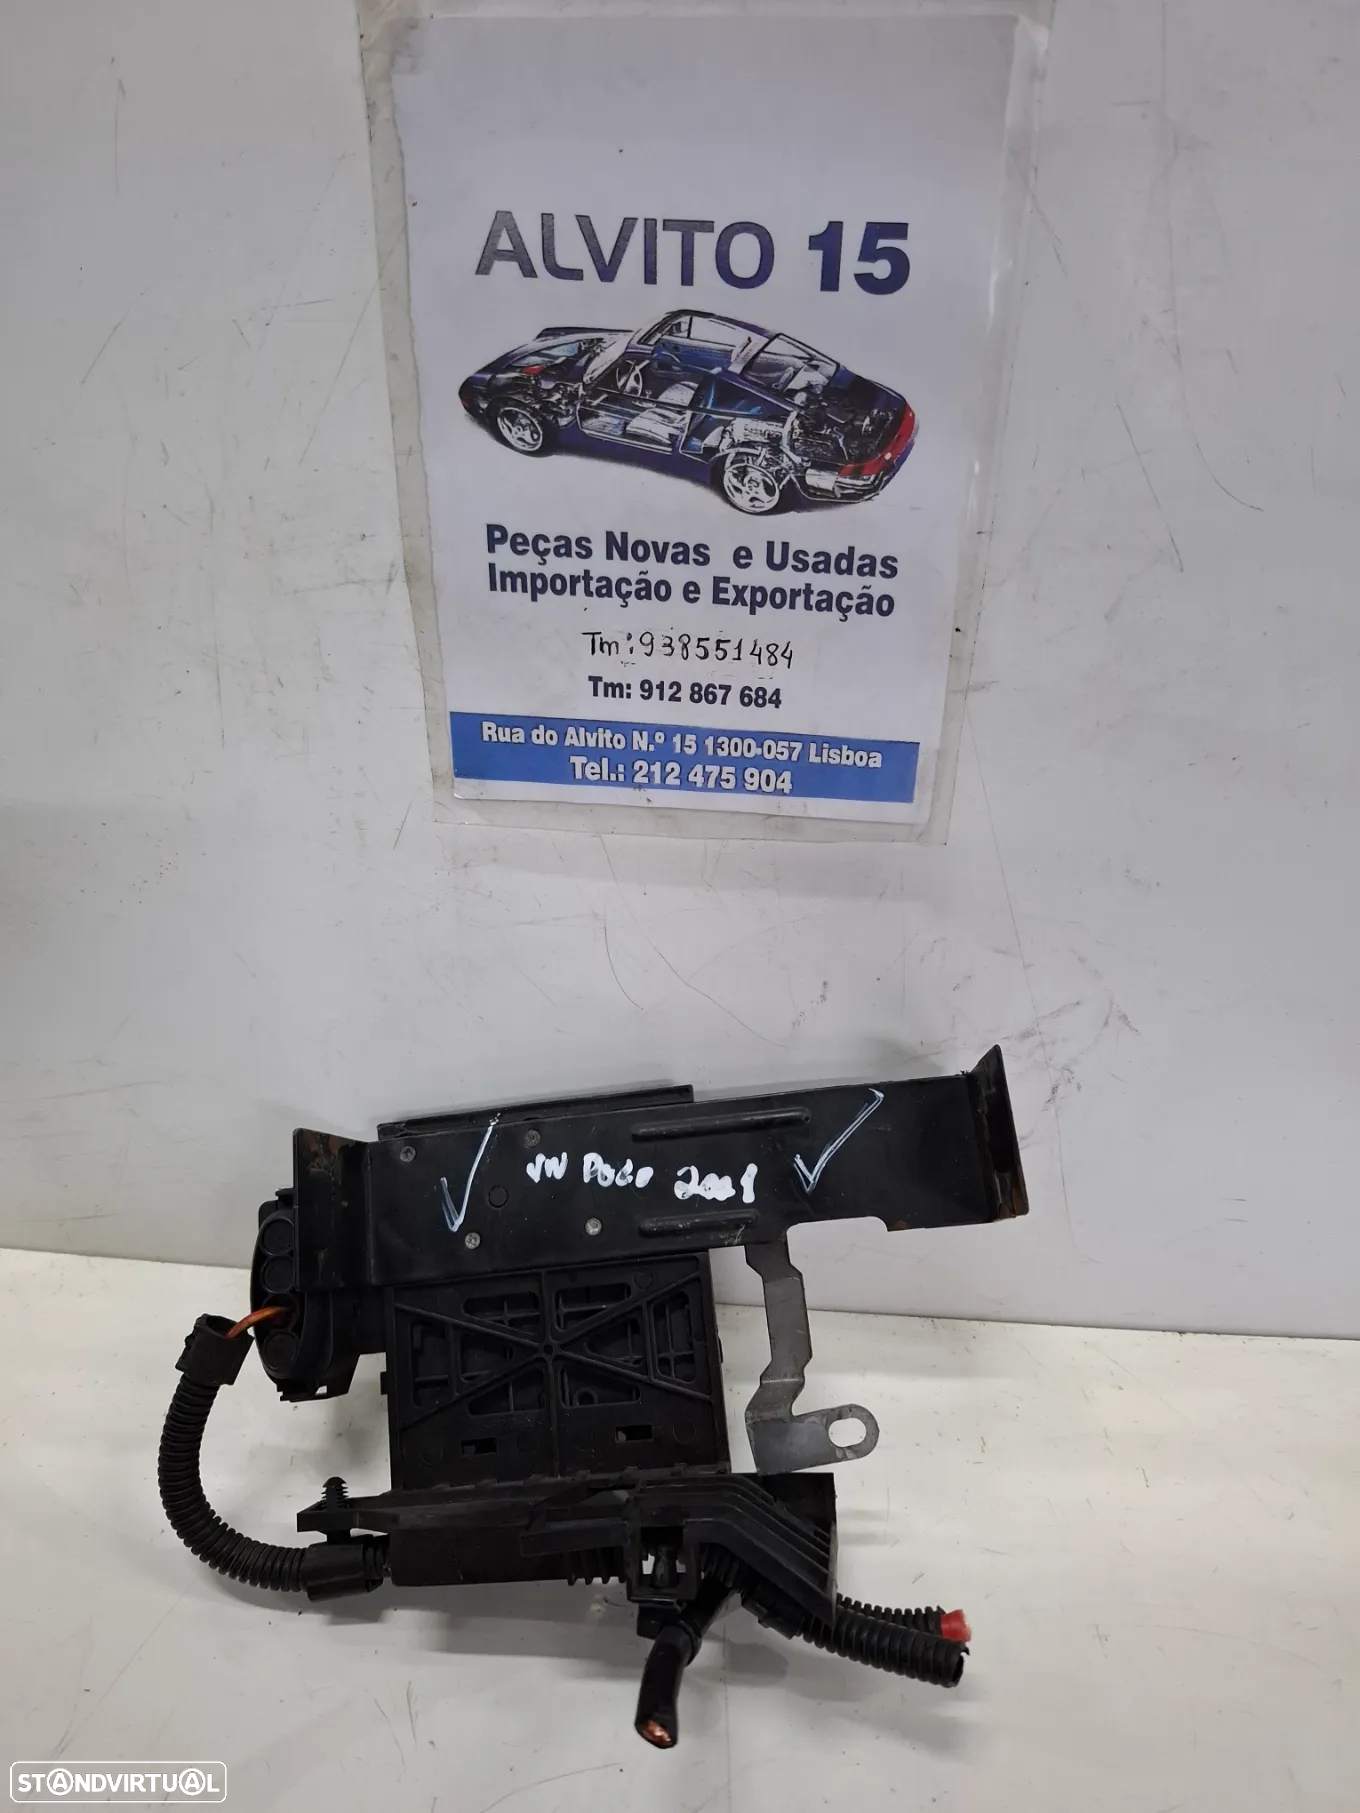 ALVITO 15
Peças Novas e Usadas
Importação e Exportação
Tm: 938551484
Tm: 912 867 684
Rua do Alvito N.º 15 1300-057 Lisboa
Tel.: 212 475 904
VW POLO 2001
STANDVIRTUAL